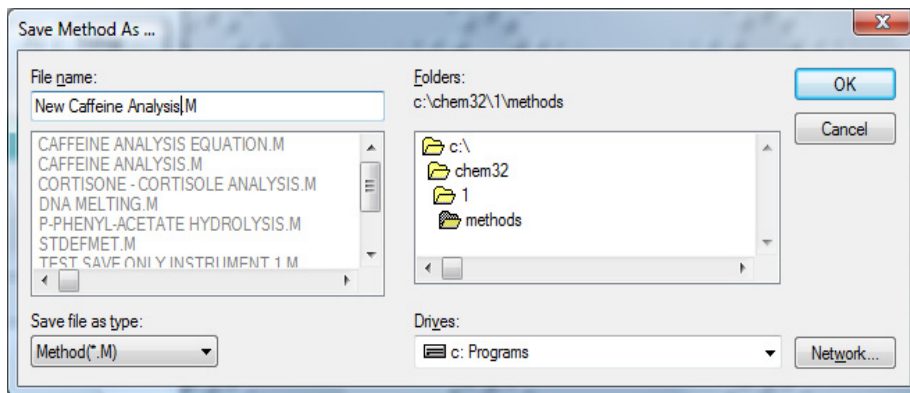 Save Method As ...
File name:
New Caffeine Analysis.M
CAFFEINE ANALYSIS EQUATION.M
CAFFEINE ANALYSIS.M
CORTISONE - CORTISOLE ANALYSIS.M
DNA MELTING.M
P-PHENYL-ACETATE HYDROLYSIS.M
STDEFMET.M
TEST SAVE ONLY INSTRUMENT 1.M
Save file as type:
Method(*.M)
Folders:
c:\chem32\1\methods
c:\
chem32
1
methods
Drives:
c: Programs
OK
Cancel
Network...